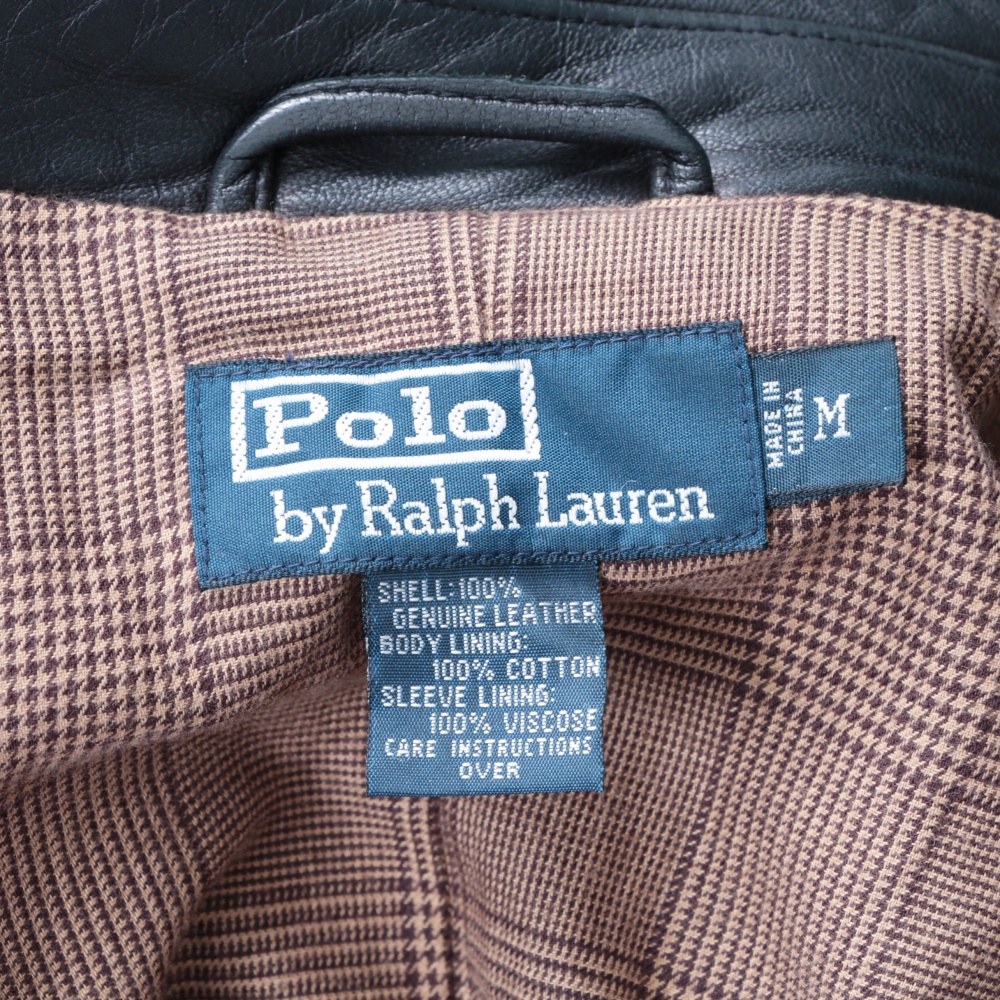 Polo
by Ralph Lauren
MADE IN
CHINA
M
SHELL:100%
GENUINE LEATHER
BODY LINING:
100% COTTON
SLEEVE LINING:
100% VISCOSE
CARE INSTRUCTIONS
OVER